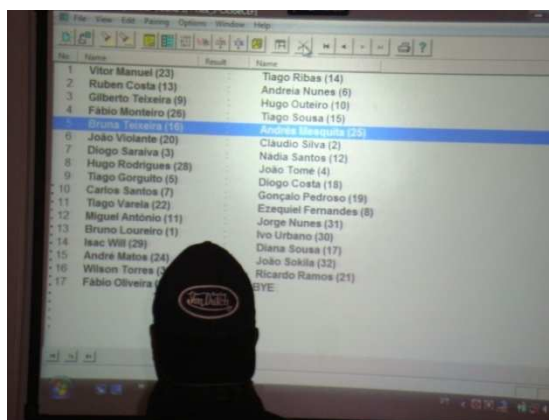 File View Edit Pairing Options Window Help
No. Name Result Name
1 Vitor Manuel (23) Tiago Ribas (14)
2 Ruben Costa (13) Andreia Nunes (6)
3 Gilberto Teixeira (9) Hugo Outeiro (10)
4 Fábio Monteiro (26) Tiago Sousa (15)
5 Bruna Teixeira (16) Andrés Mesquita (25)
6 João Violante (20) Cláudio Silva (2)
7 Diogo Saraiva (3) Nádia Santos (12)
8 Hugo Rodrigues (28) João Tomé (4)
9 Tiago Gorguito (5) Diogo Costa (18)
10 Carlos Santos (7) Gonçalo Pedroso (19)
11 Tiago Varela (22) Ezequiel Fernandes (8)
12 Miguel António (11) Jorge Nunes (31)
13 Bruno Loureiro (1) Ivo Urbano (30)
14 Isac Will (29) Diana Sousa (17)
15 André Matos (24) João Sokila (32)
16 Wilson Torres Ricardo Ramos (21)
17 Fábio Oliveira BYE
Von Dutch
PT